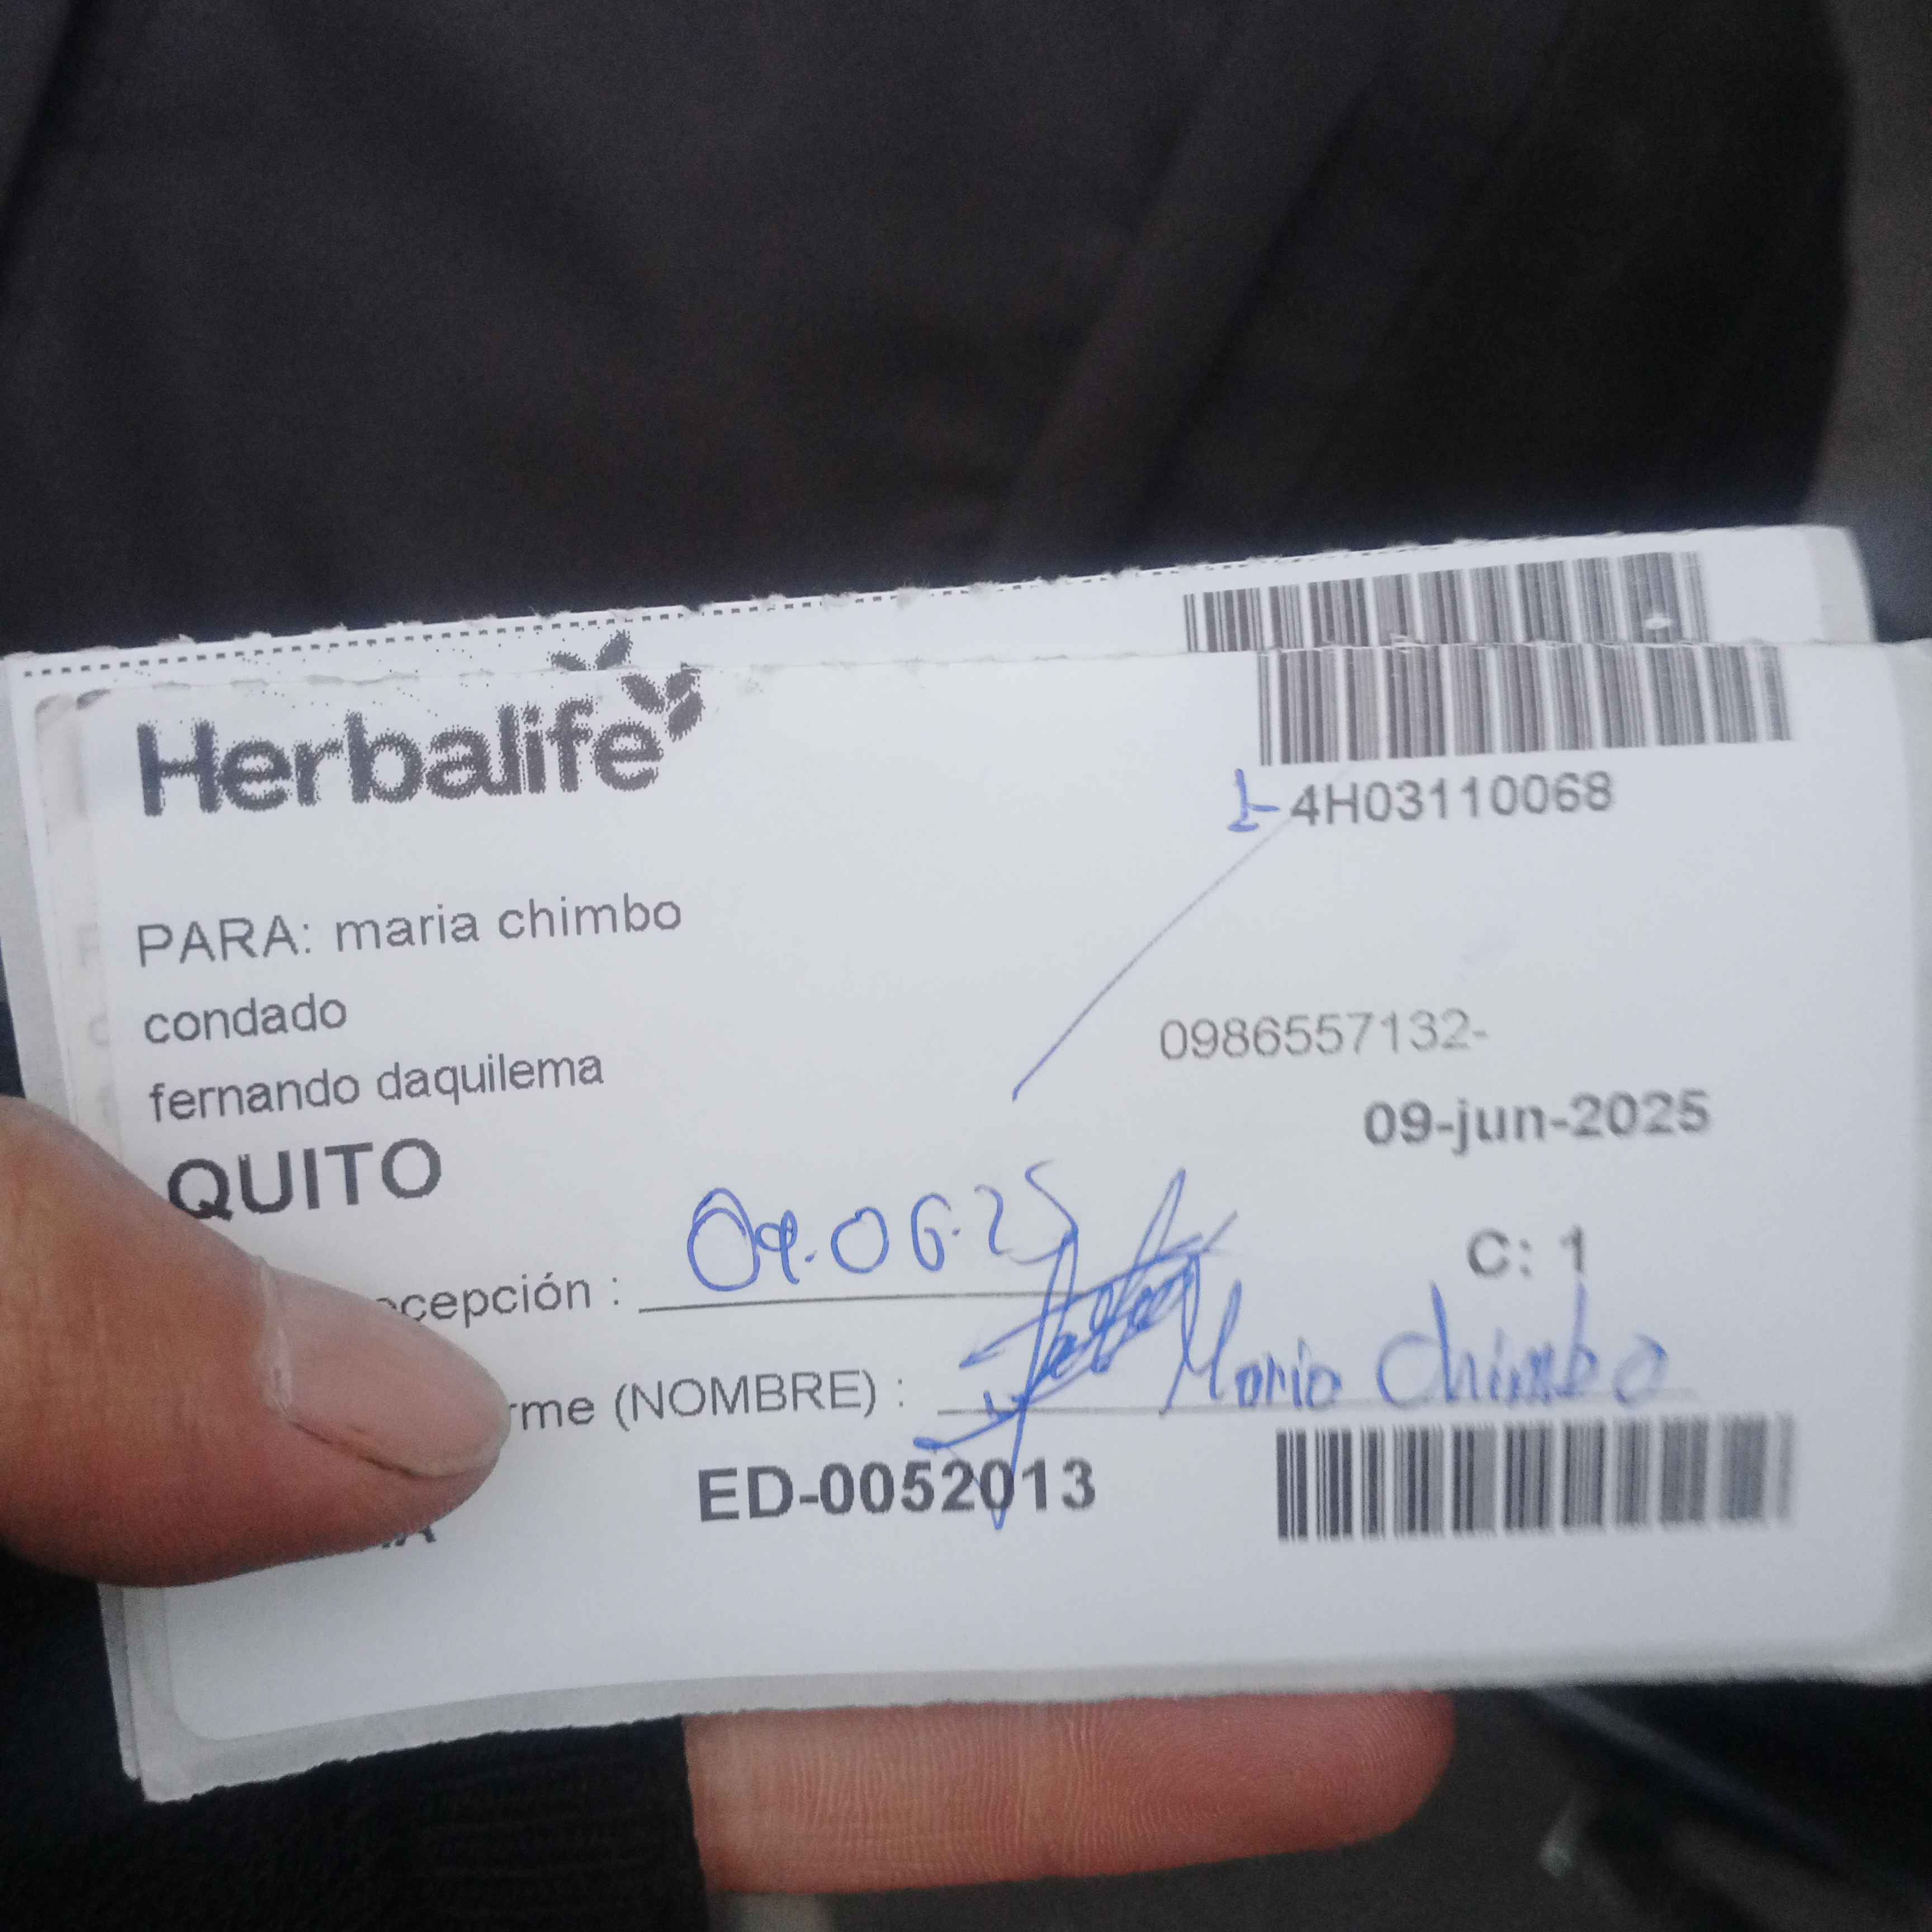 Herbalife
1-4H03110068
PARA: maria chimbo
condado
0986557132-
fernando daquilema
09-jun-2025
QUITO
C: 1
ecepción : 09.06.25
rme (NOMBRE) : Maria Chimbo
ED-0052013